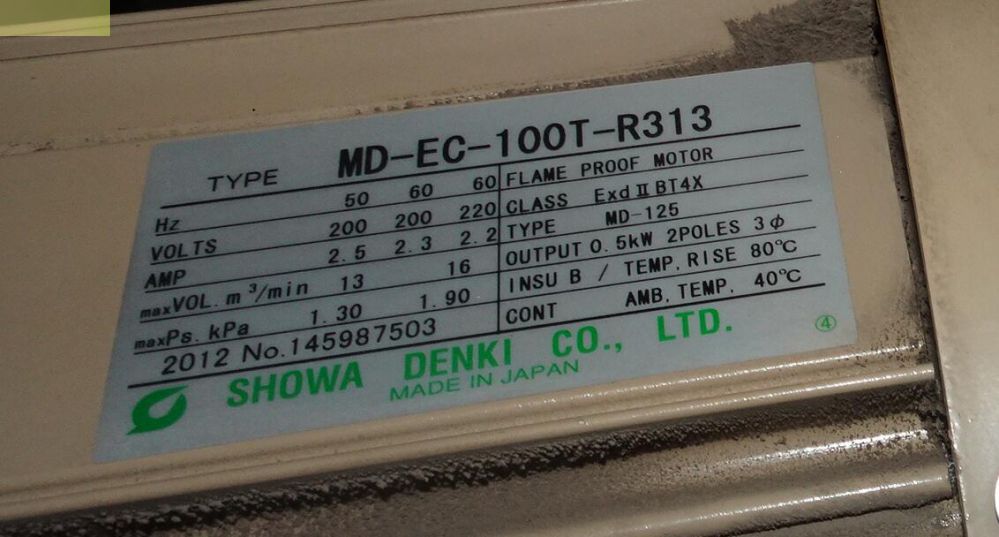 TYPE MD-EC-100T-R313
Hz 50 60 60 FLAME PROOF MOTOR
VOLTS 200 200 220 CLASS ExdⅡBT4X
AMP 2.5 2.3 2.2 TYPE MD-125
maxVOL. m³/min 13 16 OUTPUT 0.5kW 2POLES 3ϕ
maxPs. kPa 1.30 1.90 INSU B / TEMP. RISE 80℃
2012 No.145987503 CONT AMB. TEMP. 40℃
SHOWA DENKI CO., LTD. ④
MADE IN JAPAN